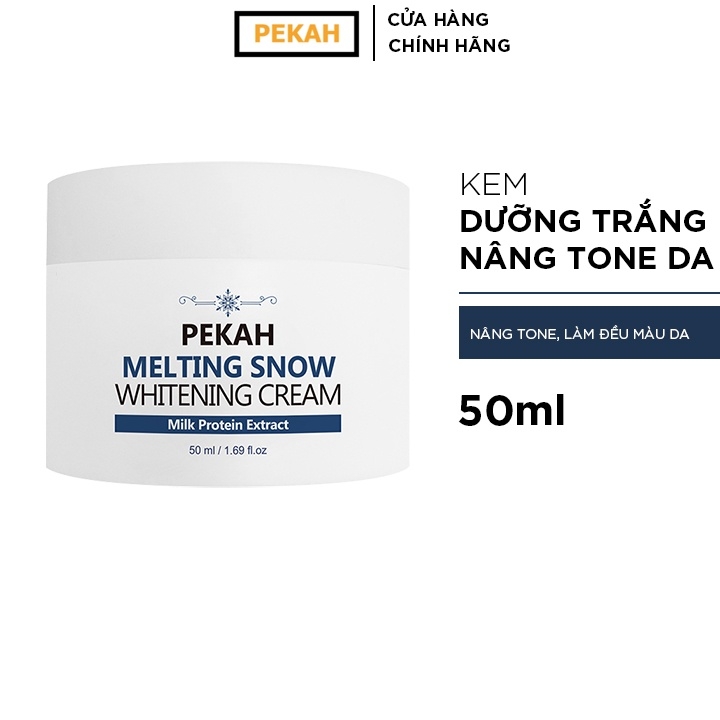 PEKAH
CỬA HÀNG
CHÍNH HÃNG
KEM
DƯỠNG TRẮNG
NÂNG TONE DA
NÂNG TONE, LÀM ĐỀU MÀU DA
50ml
PEKAH
MELTING SNOW
WHITENING CREAM
Milk Protein Extract
50 ml / 1.69 fl.oz